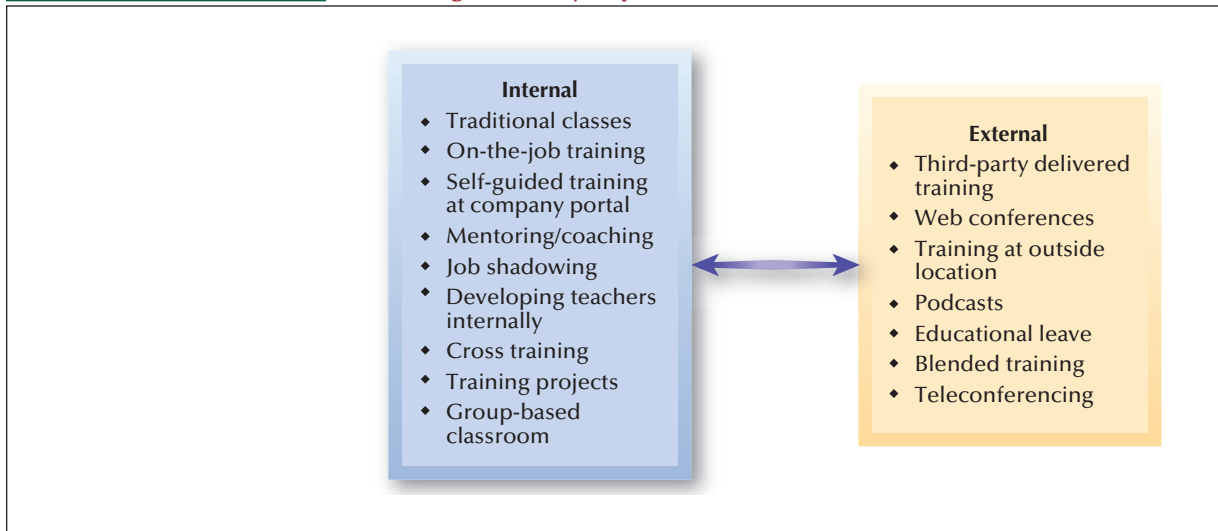 Internal
◆ Traditional classes
◆ On-the-job training
◆ Self-guided training
at company portal
◆ Mentoring/coaching
◆ Job shadowing
◆ Developing teachers
internally
◆ Cross training
◆ Training projects
◆ Group-based
classroom
External
◆ Third-party delivered
training
◆ Web conferences
◆ Training at outside
location
◆ Podcasts
◆ Educational leave
◆ Blended training
◆ Teleconferencing